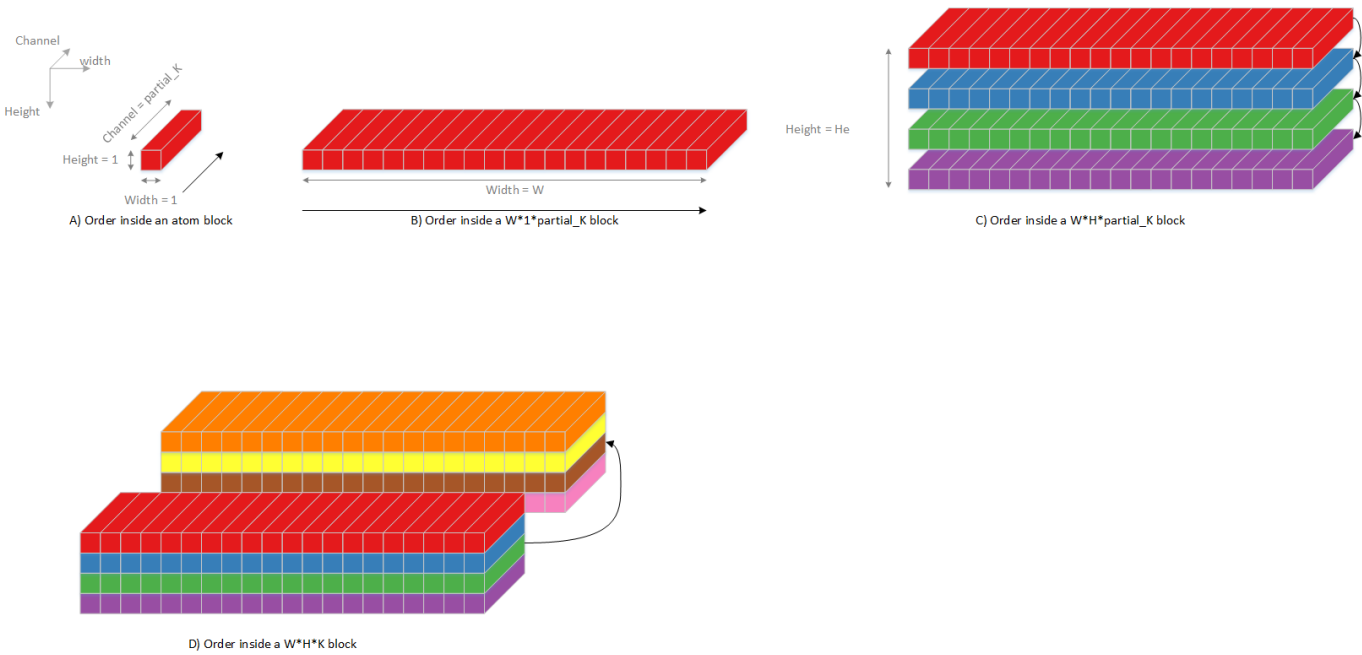 Channel
width
Height
Channel = partial_K
Height = 1
Width = 1
A) Order inside an atom block
Width = W
B) Order inside a W*1*partial_K block
Height = He
C) Order inside a W*H*partial_K block
D) Order inside a W*H*K block